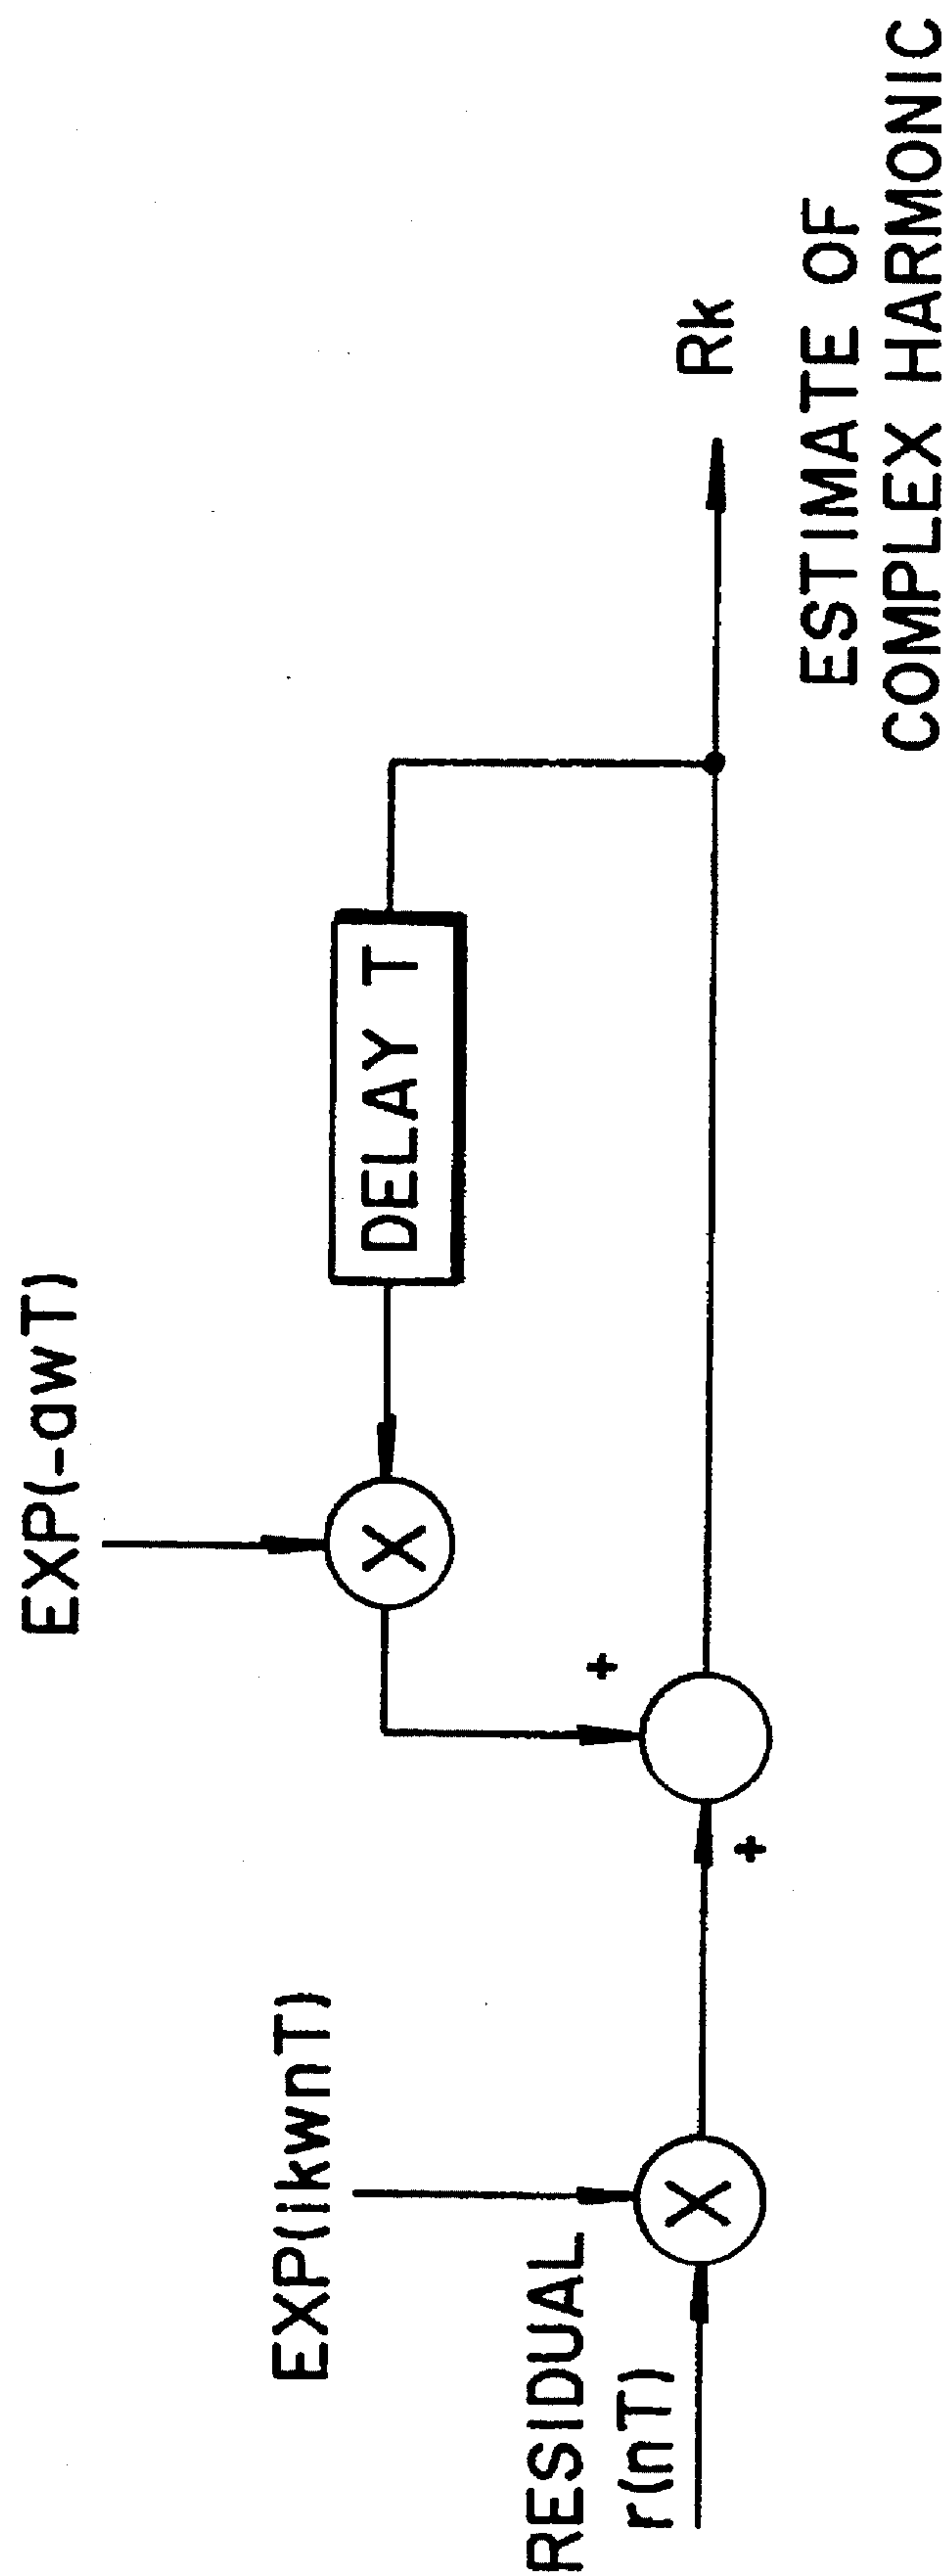 EXP(-awT)
DELAY T
X
+
EXP(ikwnT)
RESIDUAL
r(nT)
X
+
Rk
ESTIMATE OF
COMPLEX HARMONIC